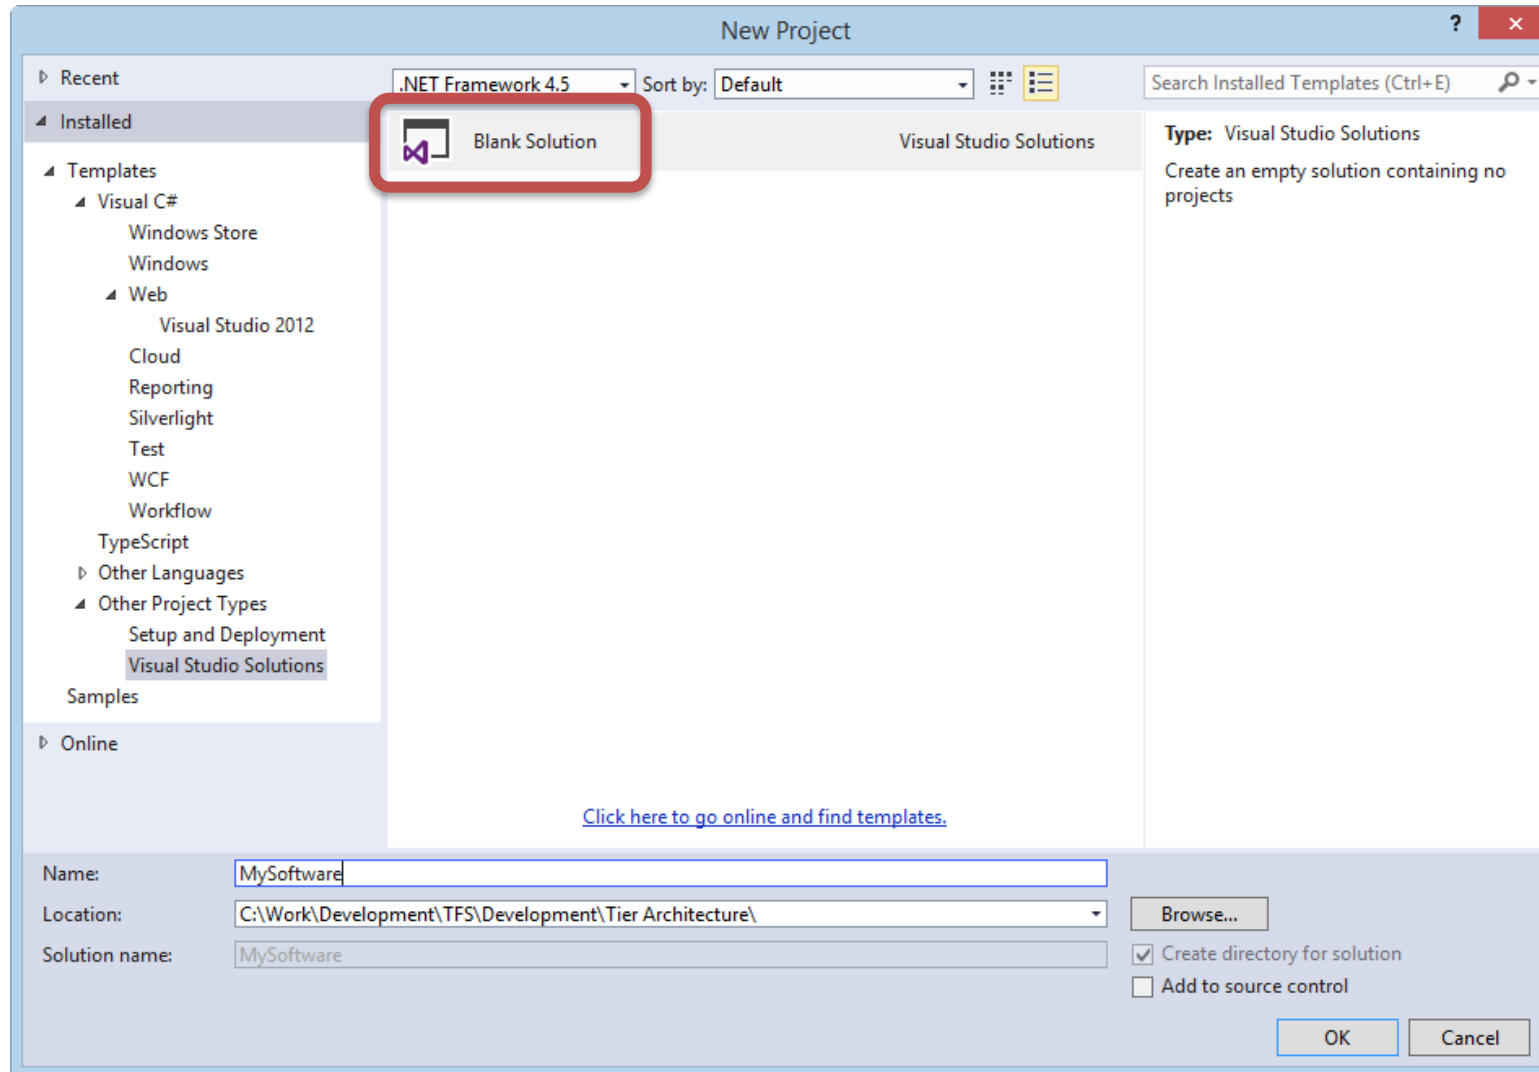 New Project
?
Recent
.NET Framework 4.5
Sort by:
Default
Search Installed Templates (Ctrl+E)
Installed
Templates
Visual C#
Windows Store
Windows
Web
Visual Studio 2012
Cloud
Reporting
Silverlight
Test
WCF
Workflow
TypeScript
Other Languages
Other Project Types
Setup and Deployment
Visual Studio Solutions
Samples
Online
Blank Solution
Visual Studio Solutions
Type: Visual Studio Solutions
Create an empty solution containing no
projects
Click here to go online and find templates.
Name:
MySoftware
Location:
C:\Work\Development\TFS\Development\Tier Architecture\
Browse...
Solution name:
MySoftware
Create directory for solution
Add to source control
OK
Cancel